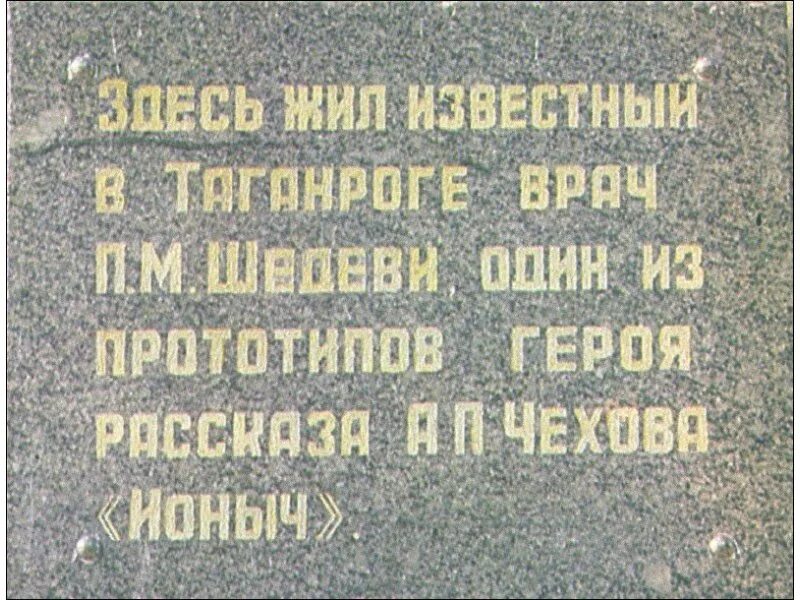 Здесь жил известный
в Таганроге врач
П.М.Шедеви один из
прототипов героя
рассказа А П Чехова
《Ионыч》